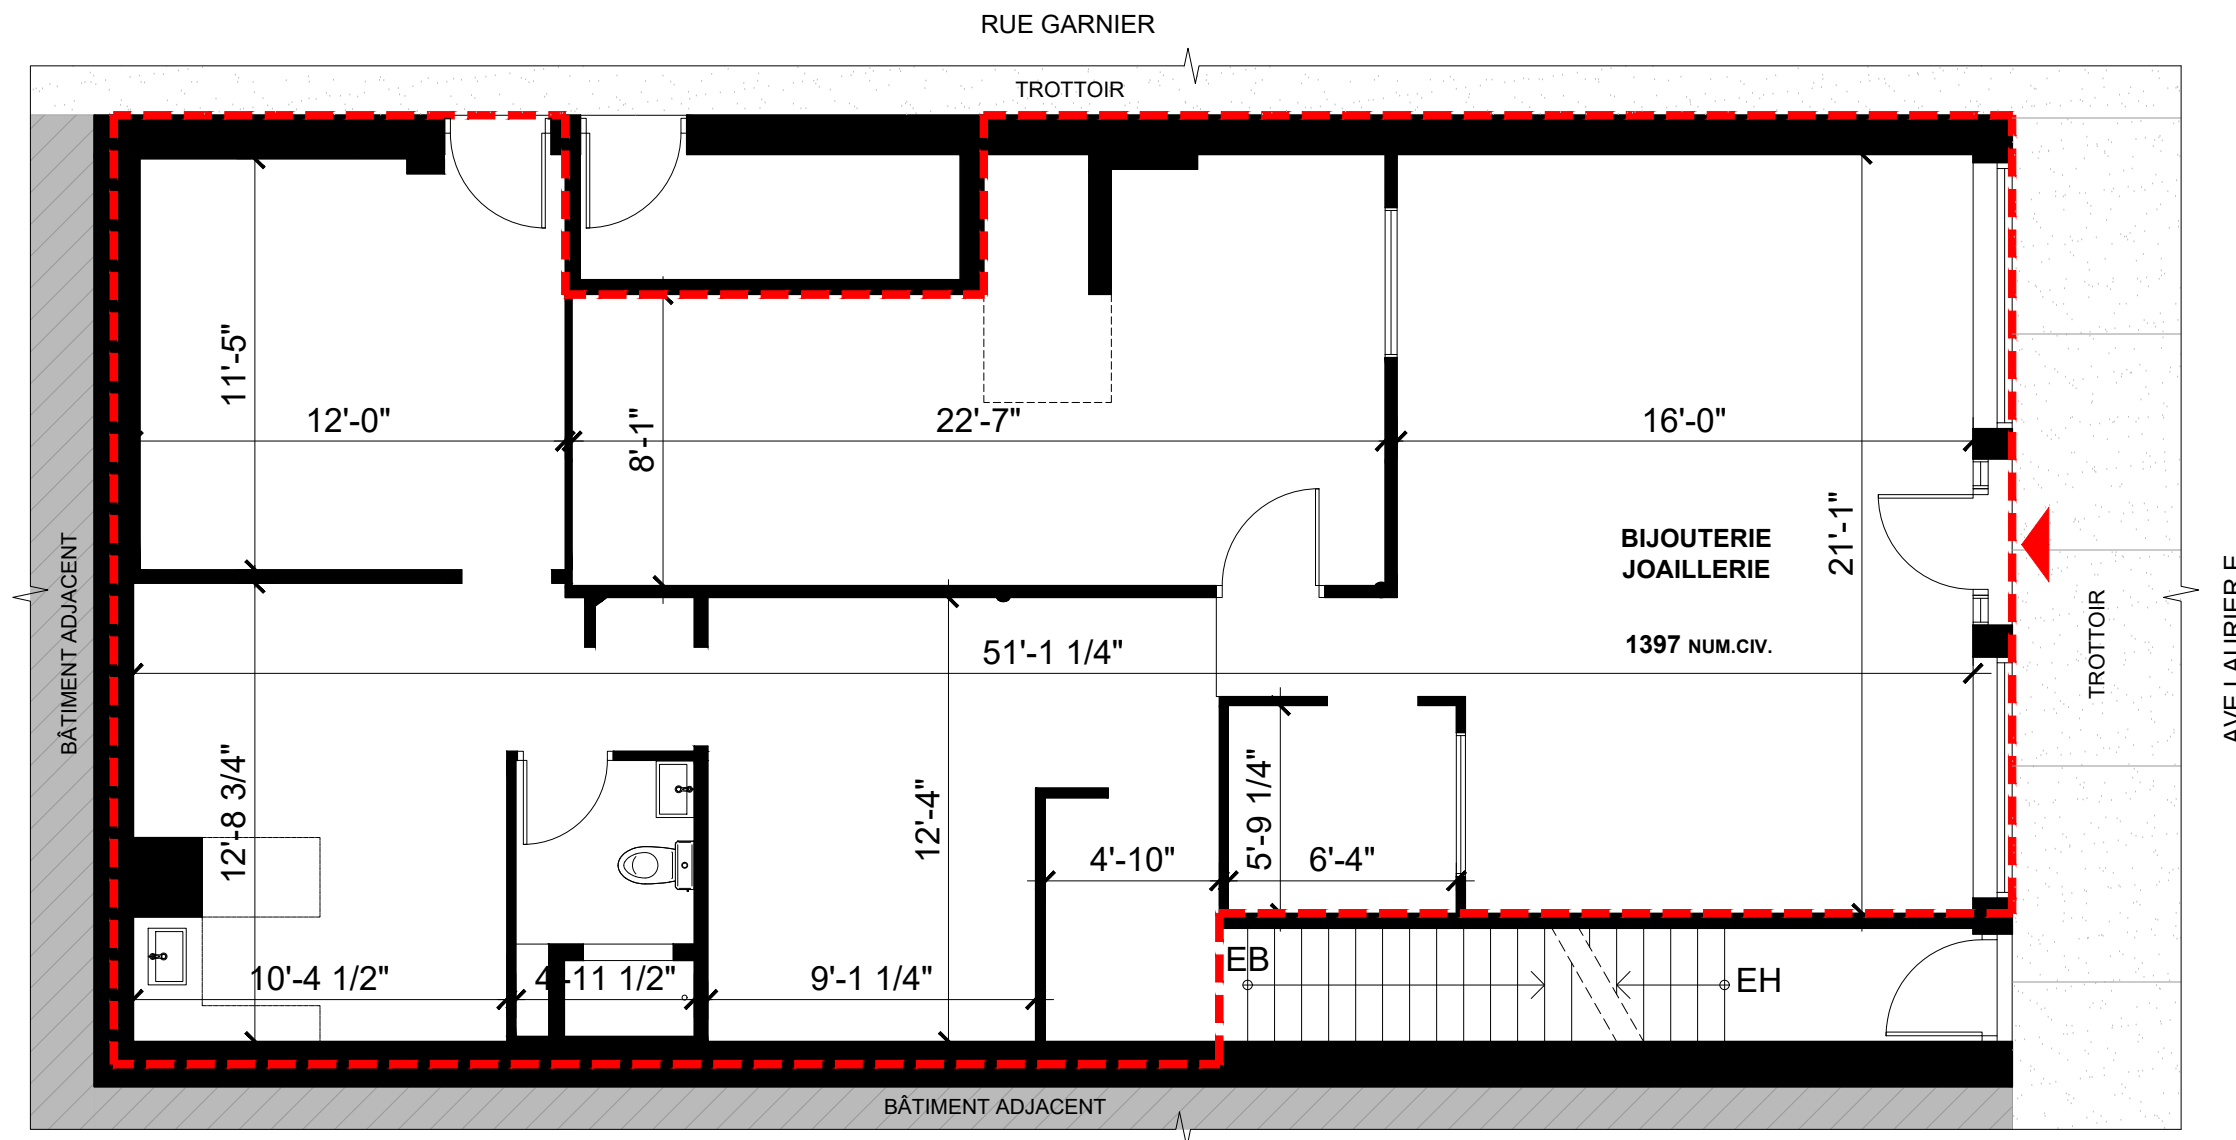 RUE GARNIER
TROTTOIR
11'-5"
12'-0"
8'-1"
22'-7"
16'-0"
21'-1"
BIJOUTERIE
JOAILLERIE
1397 NUM.CIV.
BÂTIMENT ADJACENT
TROTTOIR
AVE LAURIER E
51'-1 1/4"
12'-8 3/4"
12'-4"
5'-9 1/4"
4'-10"
6'-4"
10'-4 1/2"
4'-11 1/2"
9'-1 1/4"
EB
EH
BÂTIMENT ADJACENT